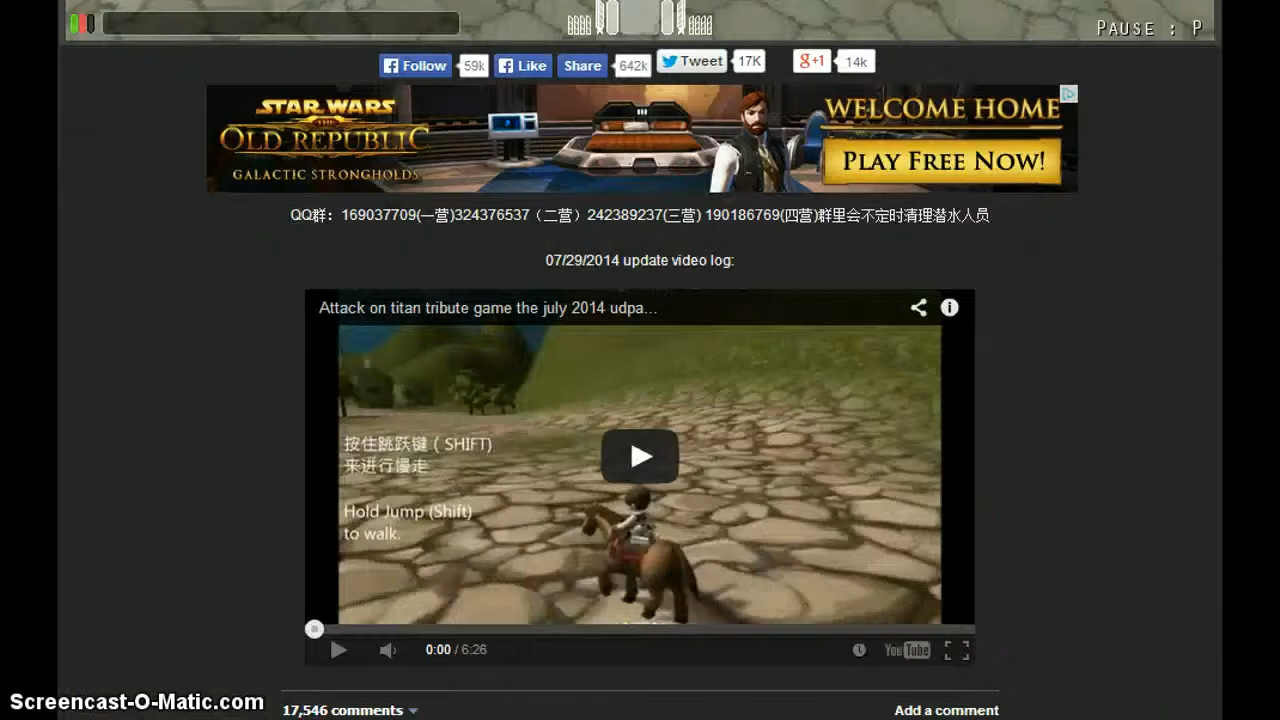 PAUSE : P
Follow 59k Like Share 642k Tweet 17K g+1 14k
STAR WARS
THE
OLD REPUBLIC
GALACTIC STRONGHOLDS
WELCOME HOME
PLAY FREE NOW!
QQ群：169037709(一营)324376537（二营）242389237(三营) 190186769(四营)群里会不定时清理潜水人员
07/29/2014 update video log:
Attack on titan tribute game the july 2014 udpa...
按住跳跃键 ( SHIFT)
来进行慢走
Hold Jump (Shift)
to walk.
0:00 / 6:26
YouTube
Screencast-O-Matic.com
17,546 comments
Add a comment